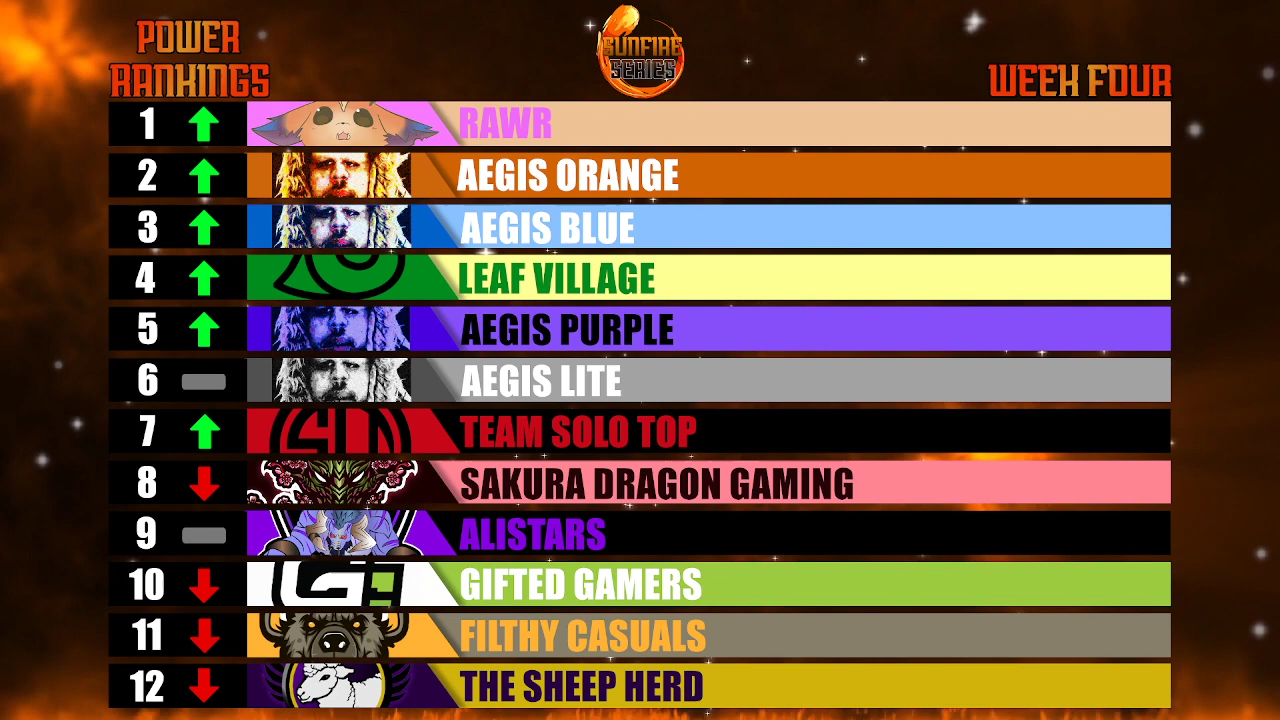 POWER
RANKINGS
SUNFIRE
SERIES
WEEK FOUR
1 RAWR
2 AEGIS ORANGE
3 AEGIS BLUE
4 LEAF VILLAGE
5 AEGIS PURPLE
6 AEGIS LITE
7 TEAM SOLO TOP
8 SAKURA DRAGON GAMING
9 ALISTARS
10 GIFTED GAMERS
11 FILTHY CASUALS
12 THE SHEEP HERD